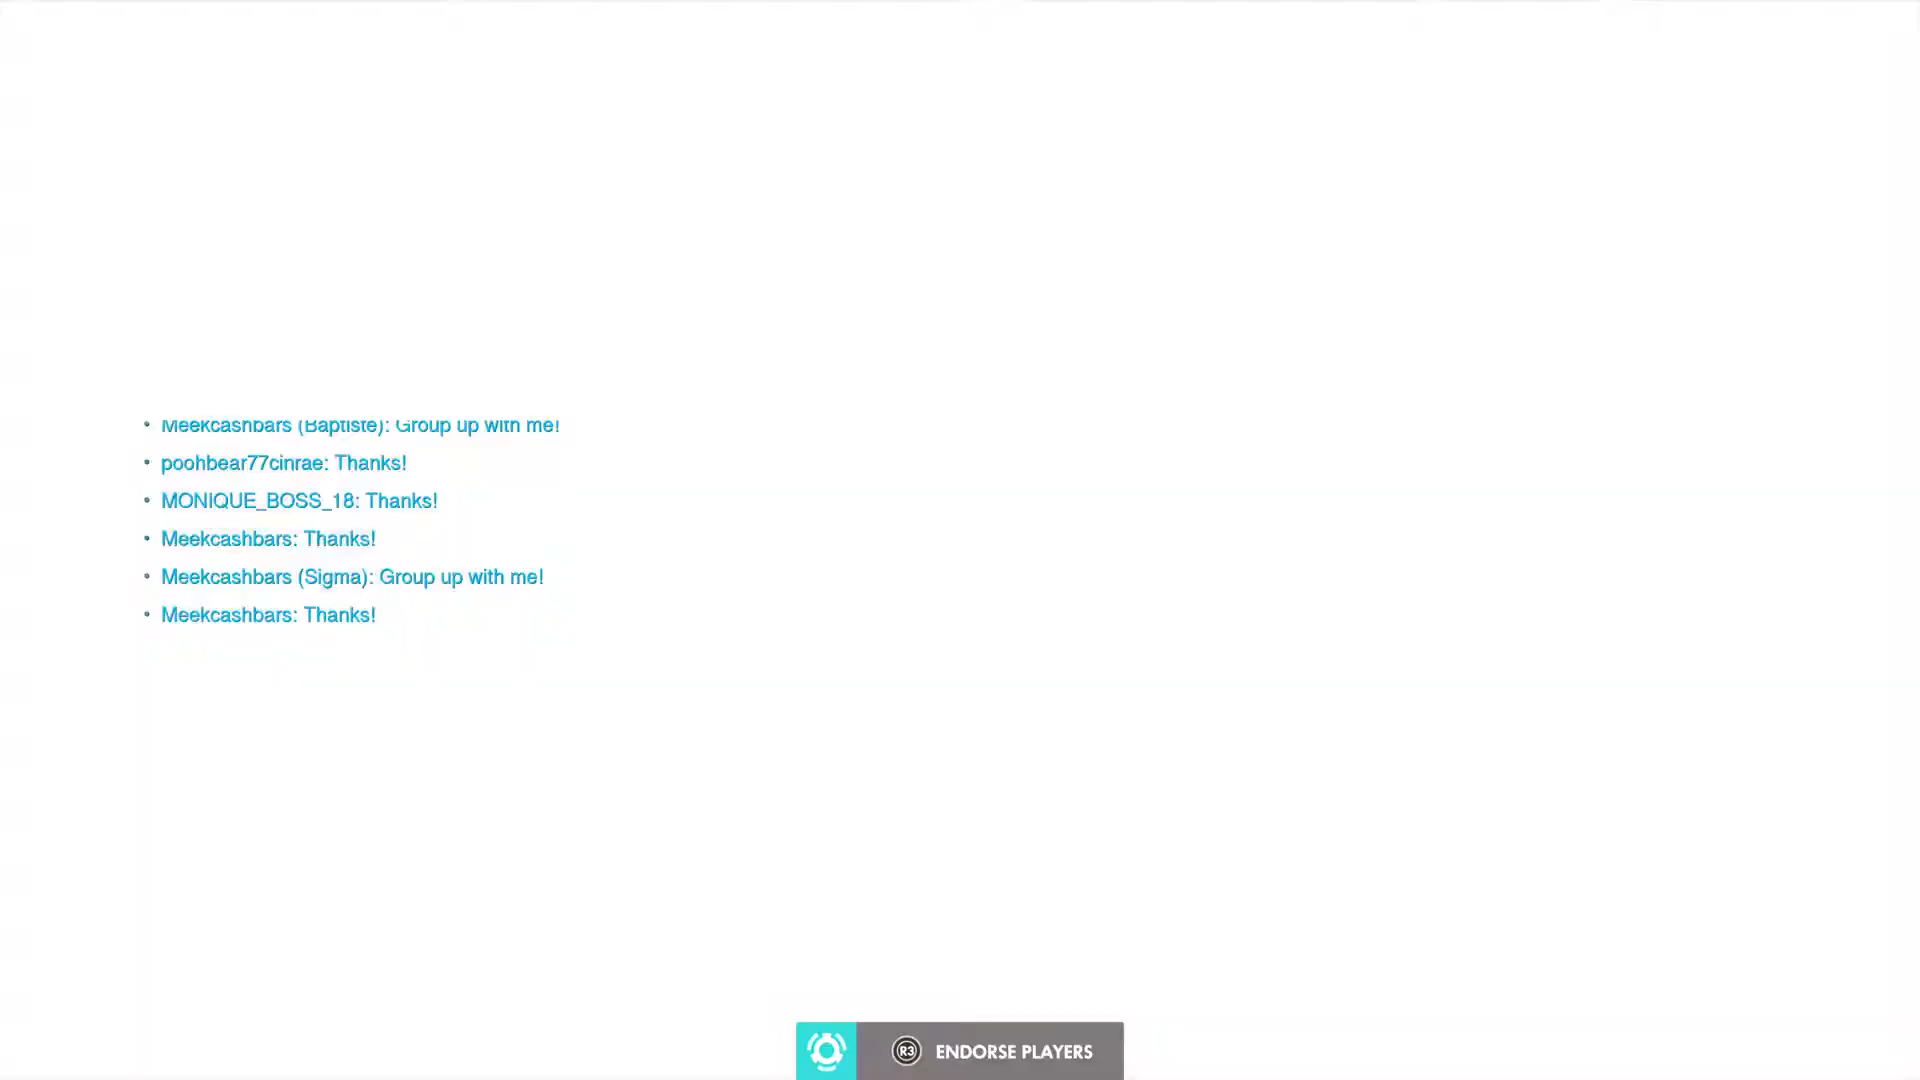 • Meekcashbars (Baptiste): Group up with me!
• poohbear77cinrae: Thanks!
• MONIQUE_BOSS_18: Thanks!
• Meekcashbars: Thanks!
• Meekcashbars (Sigma): Group up with me!
• Meekcashbars: Thanks!
R3 ENDORSE PLAYERS